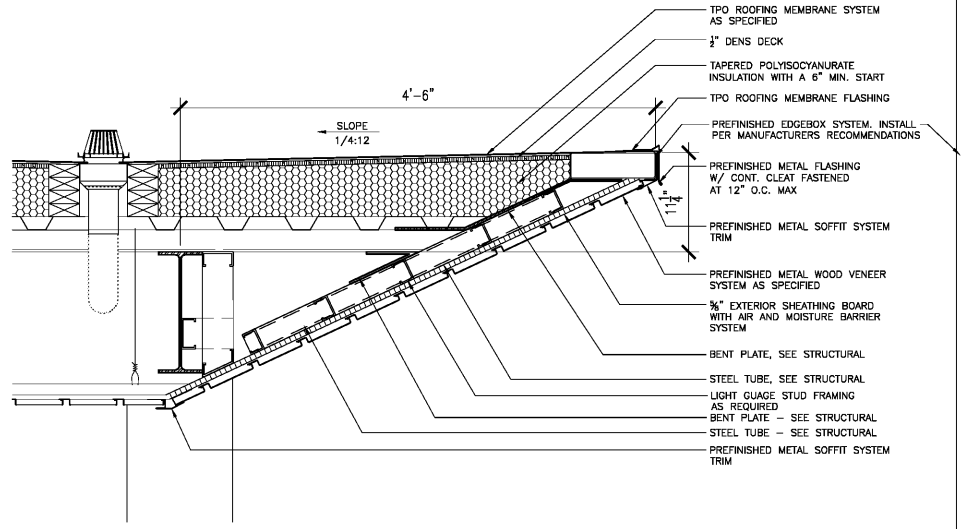 TPO ROOFING MEMBRANE SYSTEM
AS SPECIFIED
½" DENS DECK
TAPERED POLYISOCYANURATE
INSULATION WITH A 6" MIN. START
4'-6"
TPO ROOFING MEMBRANE FLASHING
SLOPE
1/4:12
PREFINISHED EDGEBOX SYSTEM. INSTALL
PER MANUFACTURERS RECOMMENDATIONS
PREFINISHED METAL FLASHING
W/ CONT. CLEAT FASTENED
AT 12" O.C. MAX
11¼"
PREFINISHED METAL SOFFIT SYSTEM
TRIM
PREFINISHED METAL WOOD VENEER
SYSTEM AS SPECIFIED
⅝" EXTERIOR SHEATHING BOARD
WITH AIR AND MOISTURE BARRIER
SYSTEM
BENT PLATE, SEE STRUCTURAL
STEEL TUBE, SEE STRUCTURAL
LIGHT GUAGE STUD FRAMING
AS REQUIRED
BENT PLATE – SEE STRUCTURAL
STEEL TUBE – SEE STRUCTURAL
PREFINISHED METAL SOFFIT SYSTEM
TRIM